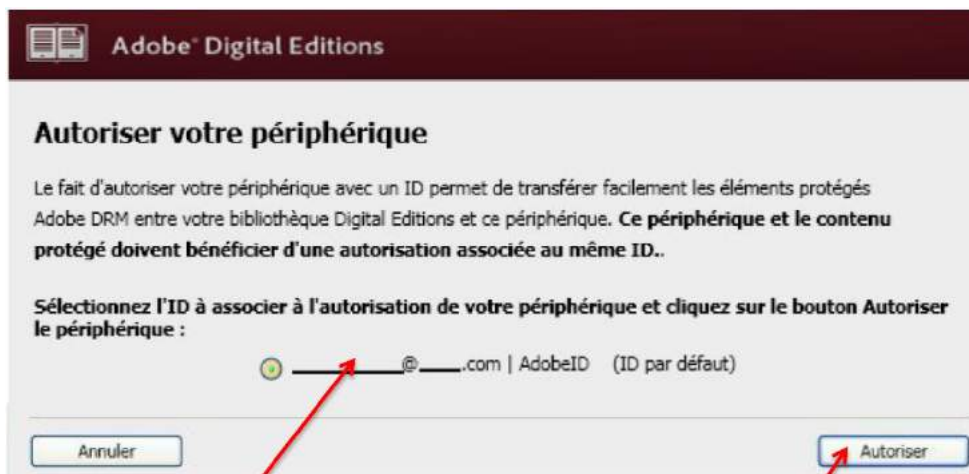 Adobe® Digital Editions
Autoriser votre périphérique
Le fait d'autoriser votre périphérique avec un ID permet de transférer facilement les éléments protégés
Adobe DRM entre votre bibliothèque Digital Editions et ce périphérique. Ce périphérique et le contenu
protégé doivent bénéficier d'une autorisation associée au même ID..
Sélectionnez l'ID à associer à l'autorisation de votre périphérique et cliquez sur le bouton Autoriser
le périphérique :
@ .com | AdobeID (ID par défaut)
Annuler
Autoriser